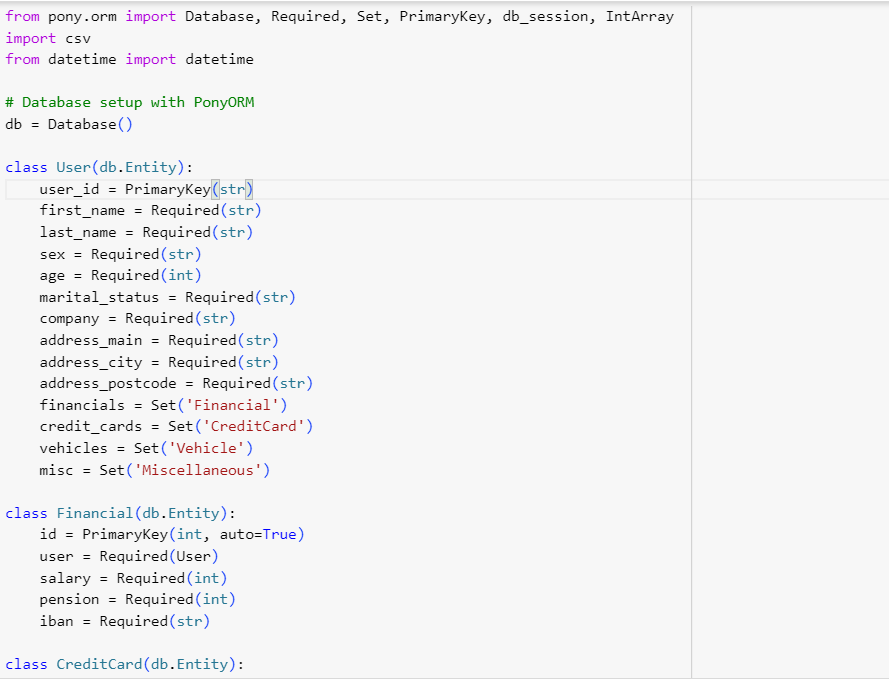 from pony.orm import Database, Required, Set, PrimaryKey, db_session, IntArray
import csv
from datetime import datetime

# Database setup with PonyORM
db = Database()

class User(db.Entity):
    user_id = PrimaryKey(str)
    first_name = Required(str)
    last_name = Required(str)
    sex = Required(str)
    age = Required(int)
    marital_status = Required(str)
    company = Required(str)
    address_main = Required(str)
    address_city = Required(str)
    address_postcode = Required(str)
    financials = Set('Financial')
    credit_cards = Set('CreditCard')
    vehicles = Set('Vehicle')
    misc = Set('Miscellaneous')

class Financial(db.Entity):
    id = PrimaryKey(int, auto=True)
    user = Required(User)
    salary = Required(int)
    pension = Required(int)
    iban = Required(str)

class CreditCard(db.Entity):